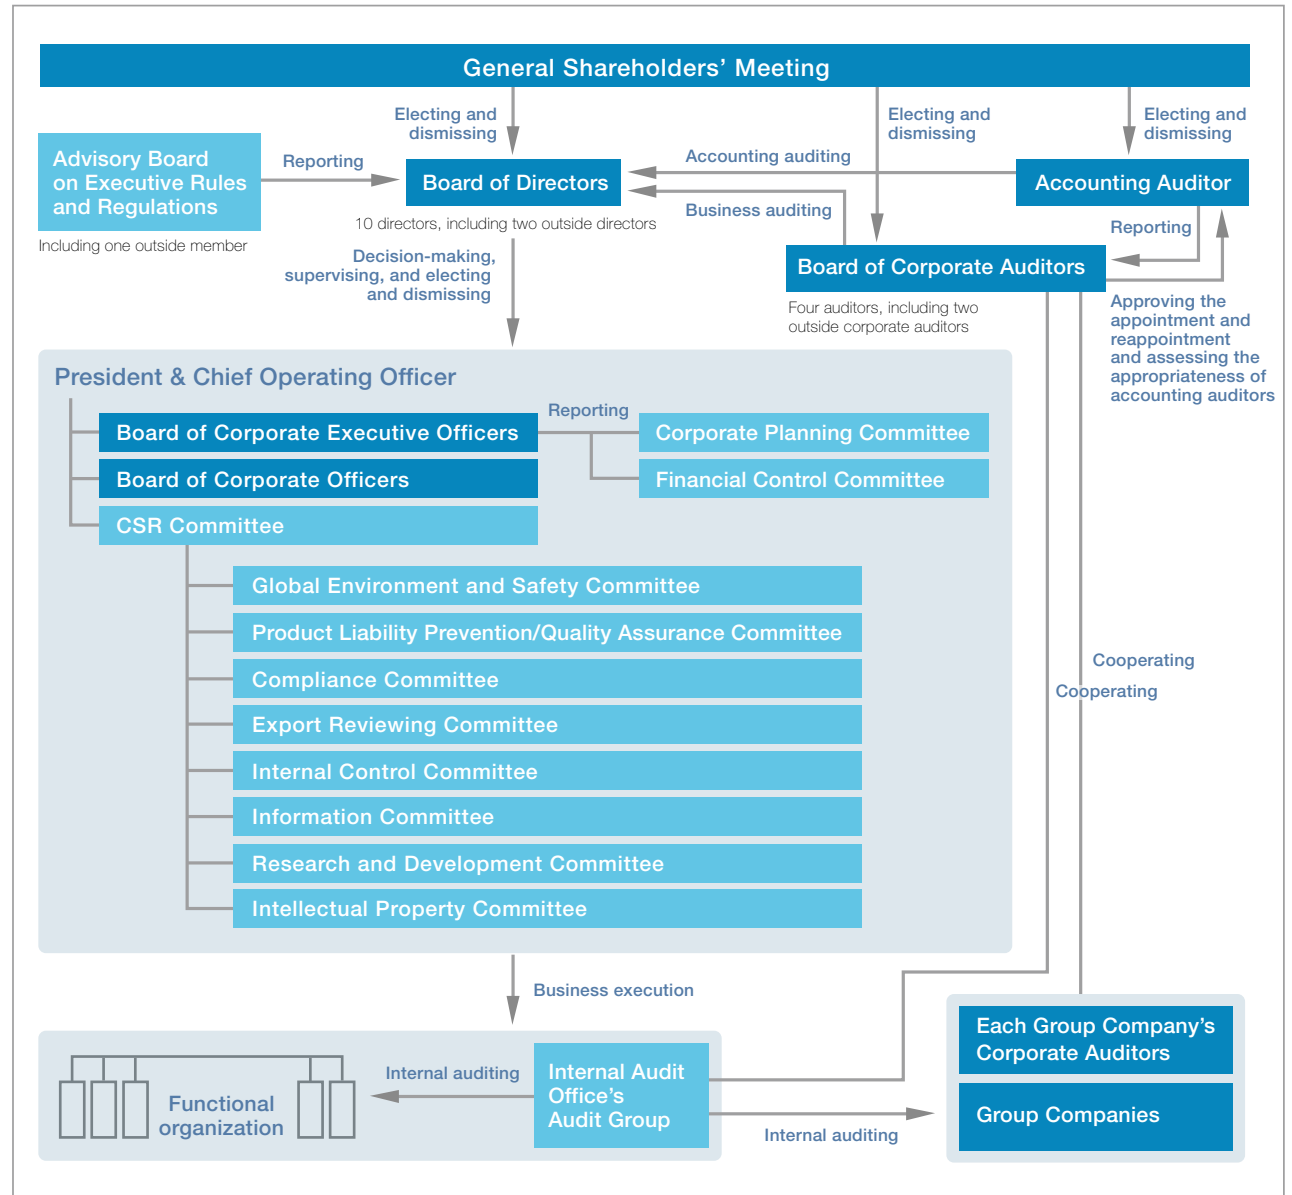 General Shareholders’ Meeting
Electing and
dismissing
Electing and
dismissing
Electing and
dismissing
Advisory Board
on Executive Rules
and Regulations
Including one outside member
Reporting
Board of Directors
10 directors, including two outside directors
Accounting auditing
Business auditing
Accounting Auditor
Reporting
Board of Corporate Auditors
Four auditors, including two
outside corporate auditors
Approving the
appointment and
reappointment
and assessing the
appropriateness of
accounting auditors
Decision-making,
supervising, and electing
and dismissing
President & Chief Operating Officer
Board of Corporate Executive Officers
Reporting
Corporate Planning Committee
Board of Corporate Officers
Financial Control Committee
CSR Committee
Global Environment and Safety Committee
Product Liability Prevention/Quality Assurance Committee
Compliance Committee
Export Reviewing Committee
Internal Control Committee
Information Committee
Research and Development Committee
Intellectual Property Committee
Cooperating
Cooperating
Business execution
Functional
organization
Internal auditing
Internal Audit
Office’s
Audit Group
Internal auditing
Each Group Company’s
Corporate Auditors
Group Companies